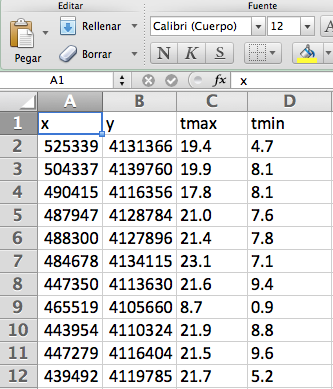 Editar Fuente
Rellenar Calibri (Cuerpo) 12
Pegar Borrar N K S A
A1 fx x
A B C D
1 x y tmax tmin
2 525339 4131366 19.4 4.7
3 504337 4139760 19.9 8.1
4 490415 4116356 17.8 8.1
5 487947 4128784 21.0 7.6
6 488300 4127896 21.4 7.8
7 484678 4134115 23.1 7.1
8 447350 4113630 21.6 9.4
9 465519 4105660 8.7 0.9
10 443954 4110324 21.9 8.8
11 447279 4116404 21.5 9.6
12 439492 4119785 21.7 5.2